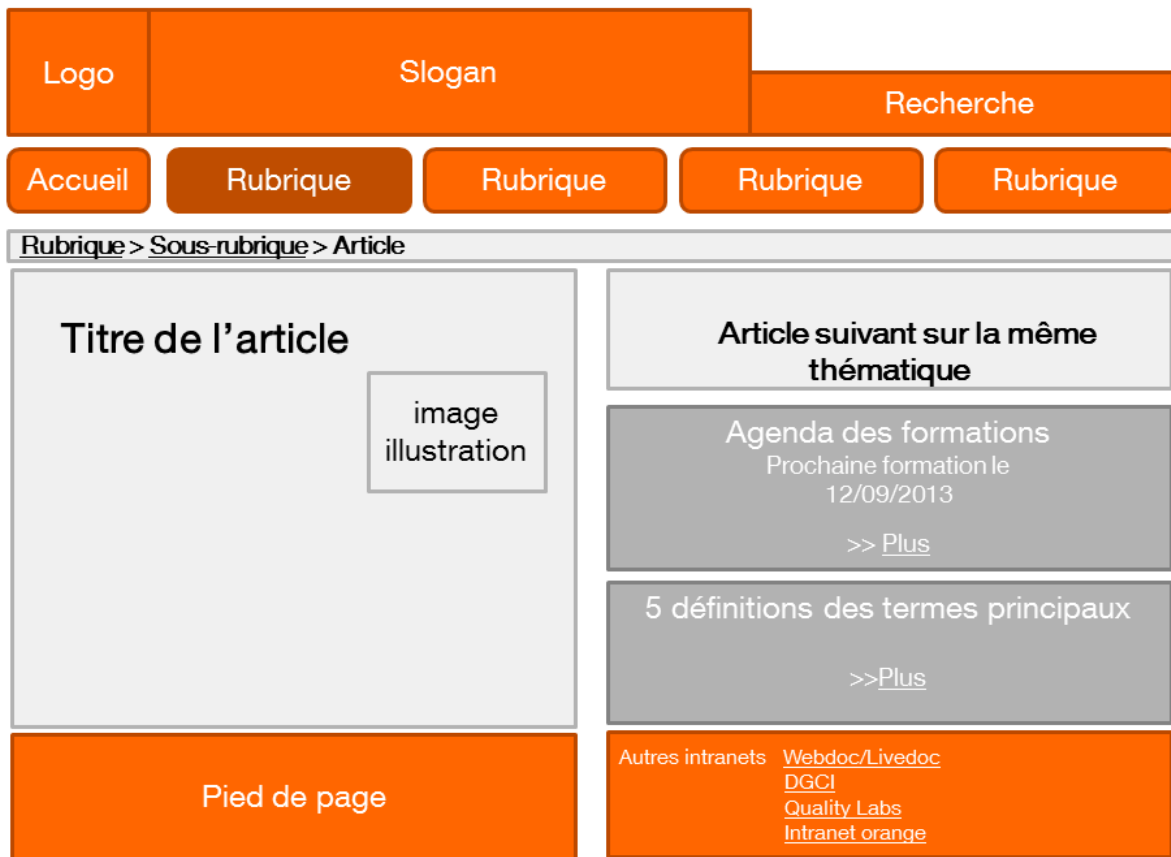 Logo
Slogan
Recherche
Accueil
Rubrique
Rubrique
Rubrique
Rubrique
Rubrique > Sous-rubrique > Article
Titre de l’article
image
illustration
Article suivant sur la même
thématique
Agenda des formations
Prochaine formation le
12/09/2013
>> Plus
5 définitions des termes principaux
>>Plus
Pied de page
Autres intranets Webdoc/Livedoc
DGCI
Quality Labs
Intranet orange